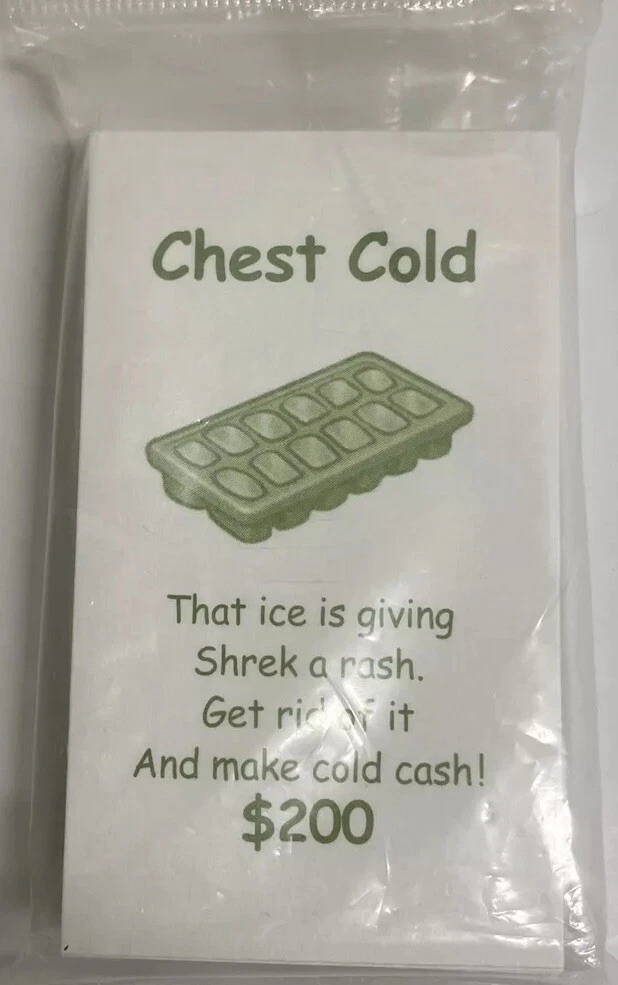 Chest Cold
That ice is giving
Shrek a rash.
Get rid of it
And make cold cash!
$200